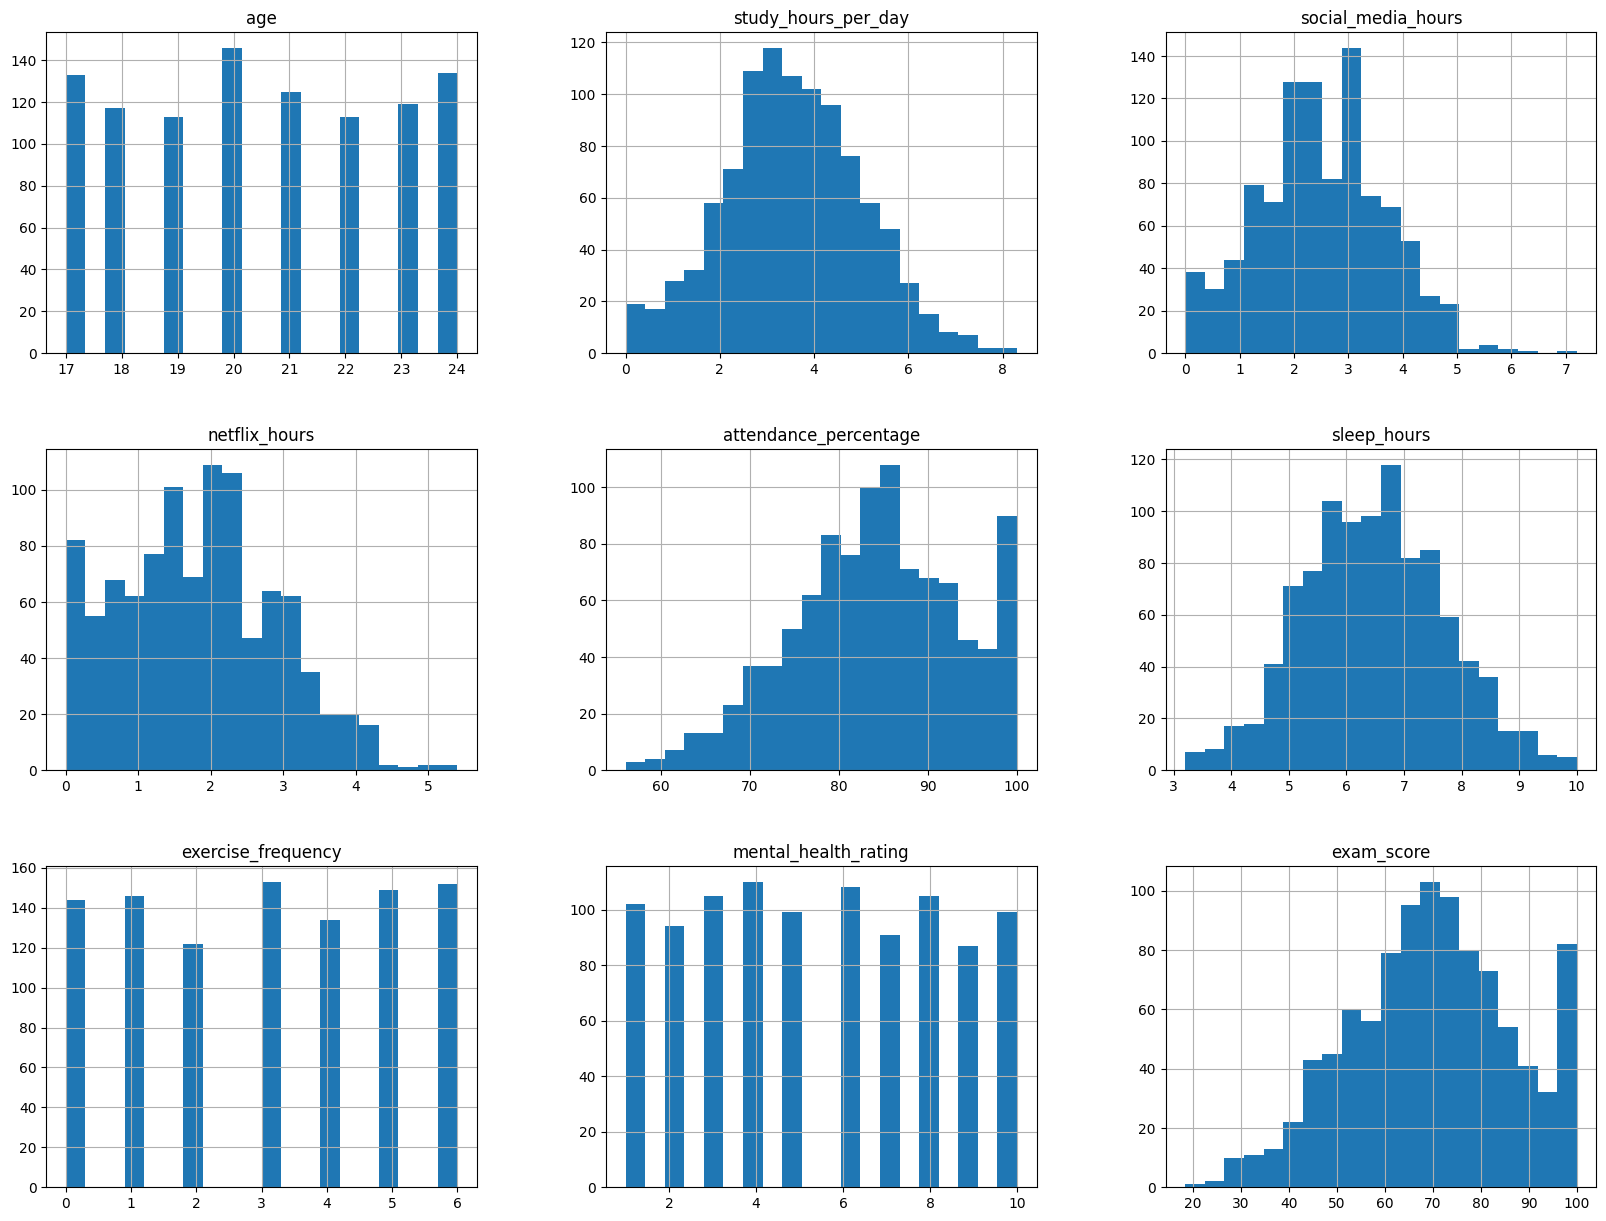 age study_hours_per_day social_media_hours
140 120 140
120 100 120
100 80 100
80 60 80
60 40 60
40 20 40
20 0 20
0 0
17 18 19 20 21 22 23 24 0 2 4 6 8 0 1 2 3 4 5 6 7
netflix_hours attendance_percentage sleep_hours
100 100 120
80 80 100
60 60 80
40 40 60
20 20 40
0 0 20
0
0 1 2 3 4 5 60 70 80 90 100 3 4 5 6 7 8 9 10
exercise_frequency mental_health_rating exam_score
160 100 100
140 80 80
120 60 60
100 40 40
80 20 20
60 0 0
40
20
0
0 1 2 3 4 5 6 2 4 6 8 10 20 30 40 50 60 70 80 90 100